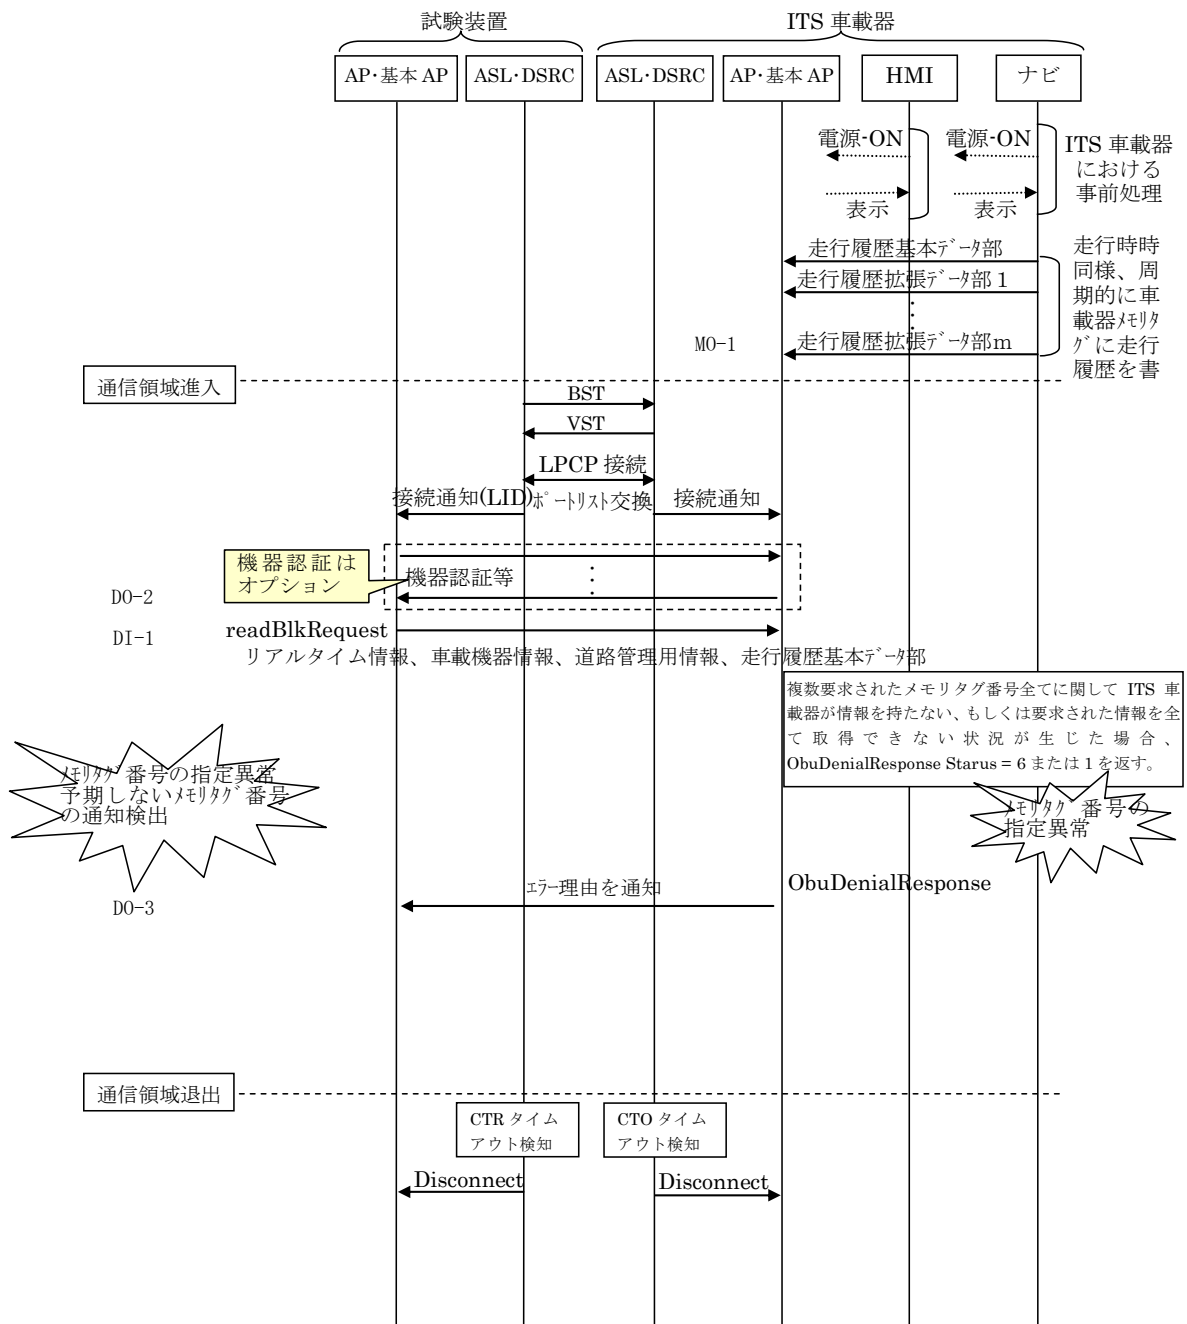 試験装置
ITS 車載器
AP・基本 AP
ASL・DSRC
ASL・DSRC
AP・基本 AP
HMI
ナビ
電源-ON
電源-ON
表示
表示
ITS 車載器
における
事前処理
走行履歴基本ﾃﾞｰﾀ部
走行履歴拡張ﾃﾞｰﾀ部 1
走行履歴拡張ﾃﾞｰﾀ部m
走行時時
同様、周
期的に車
載器ﾒﾓﾘﾀ
ｸﾞに走行
履歴を書
MO-1
通信領域進入
BST
VST
LPCP 接続
接続通知(LID)
ﾎﾟｰﾄﾘｽﾄ交換
接続通知
機器認証は
オプション
機器認証等
DO-2
DI-1
readBlkRequest
リアルタイム情報、車載機器情報、道路管理用情報、走行履歴基本ﾃﾞｰﾀ部
複数要求されたメモリタグ番号全てに関して ITS 車
載器が情報を持たない、もしくは要求された情報を全
て取得できない状況が生じた場合、
ObuDenialResponse Starus = 6 または 1 を返す。
ﾒﾓﾘﾀｸﾞ番号の指定異常
予期しないﾒﾓﾘﾀｸﾞ番号
の通知検出
ﾒﾓﾘﾀｸﾞ番号の
指定異常
ObuDenialResponse
ｴﾗｰ理由を通知
DO-3
通信領域退出
CTR タイム
アウト検知
CTO タイム
アウト検知
Disconnect
Disconnect